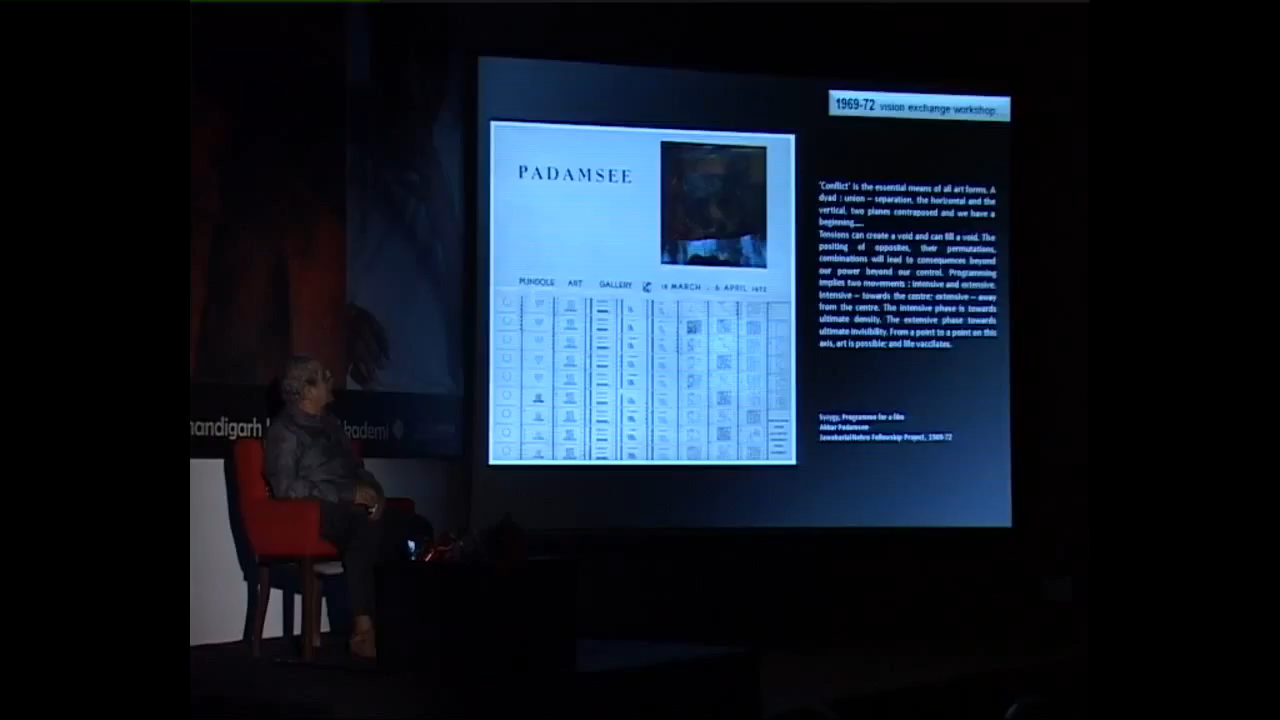 1969-72 vision exchange workshop...
PADAMSEE
PUNDOLE ART GALLERY 18 MARCH - 6 APRIL 1972
'Conflict' is the essential means of all art forms. A
dyad : union – separation, the horizontal and the
vertical, two planes contraposed and we have a
beginning....
Tensions can create a void and can fill a void. The
positing of opposites, their permutations,
combinations will lead to consequences beyond
our power beyond our control. Programming
implies two movements : intensive and extensive.
Intensive – towards the centre; extensive – away
from the centre. The intensive phase is towards
ultimate density. The extensive phase towards
ultimate invisibility. From a point to a point on this
axis, art is possible; and life vaccilates.
Syzygy, Programme for a film
Akbar Padamsee
Jawaharlal Nehru Fellowship Project, 1969-72
handigarh kademi